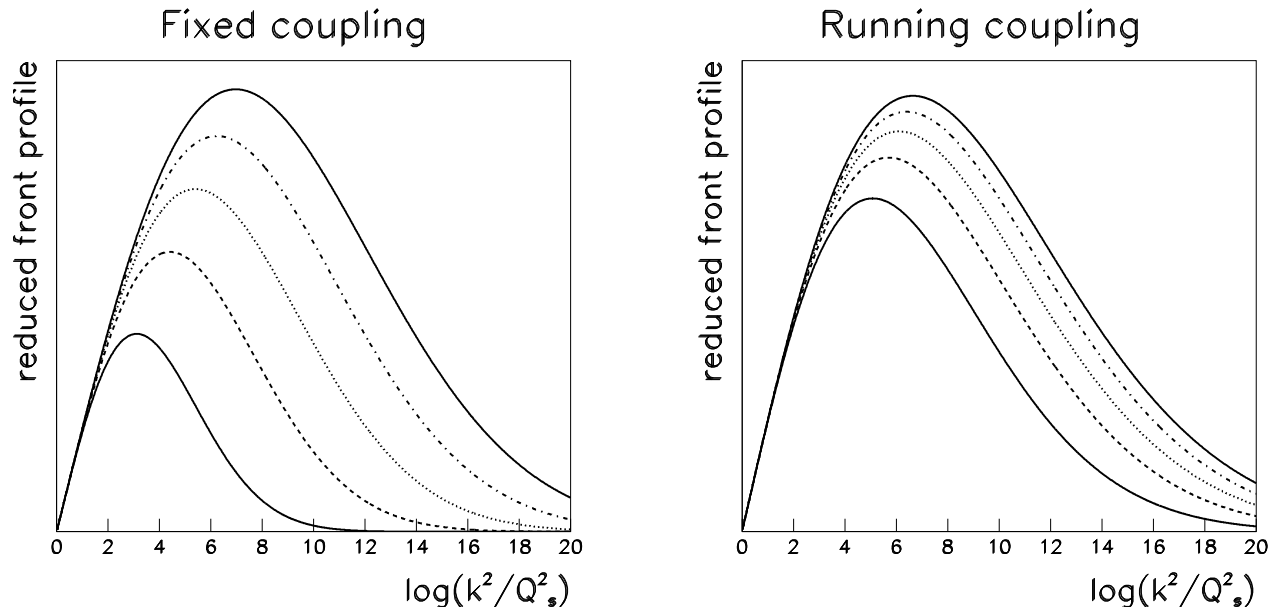 Fixed coupling
reduced front profile
0 2 4 6 8 10 12 14 16 18 20
log(k²/Q²ₛ)
Running coupling
reduced front profile
0 2 4 6 8 10 12 14 16 18 20
log(k²/Q²ₛ)